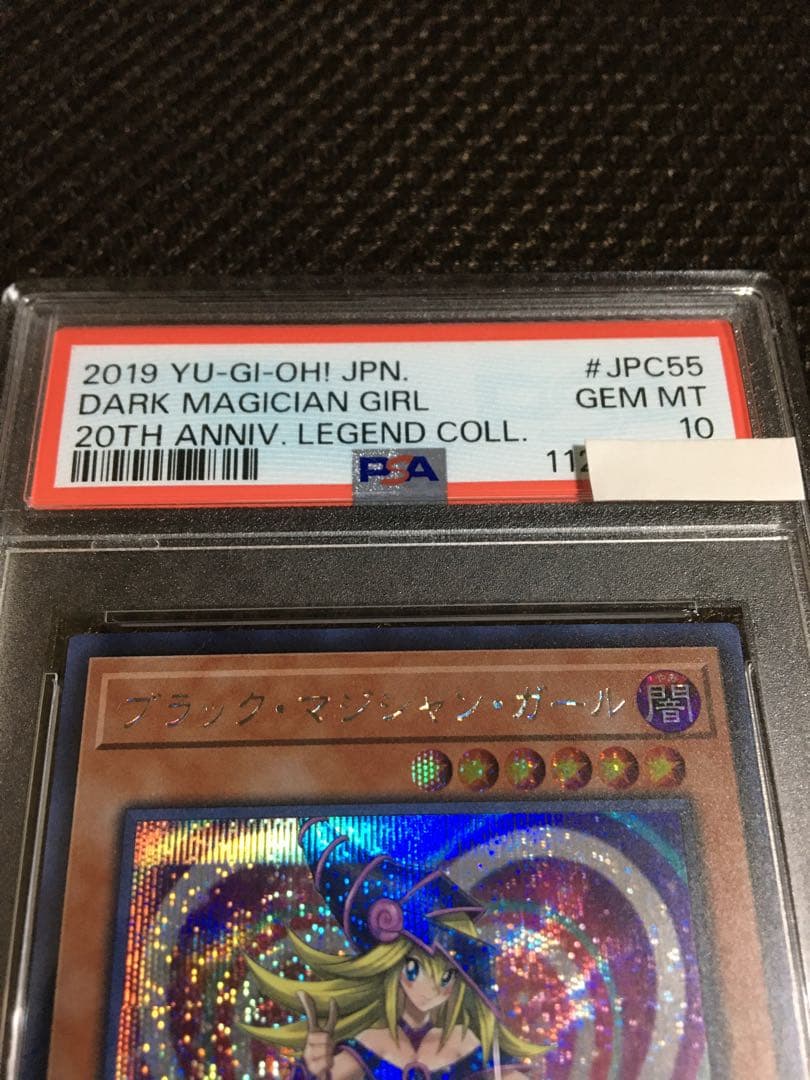 2019 YU-GI-OH! JPN. #JPC55
DARK MAGICIAN GIRL GEM MT
20TH ANNIV. LEGEND COLL. 10
PSA
ブラック・マジシャン・ガール 闇